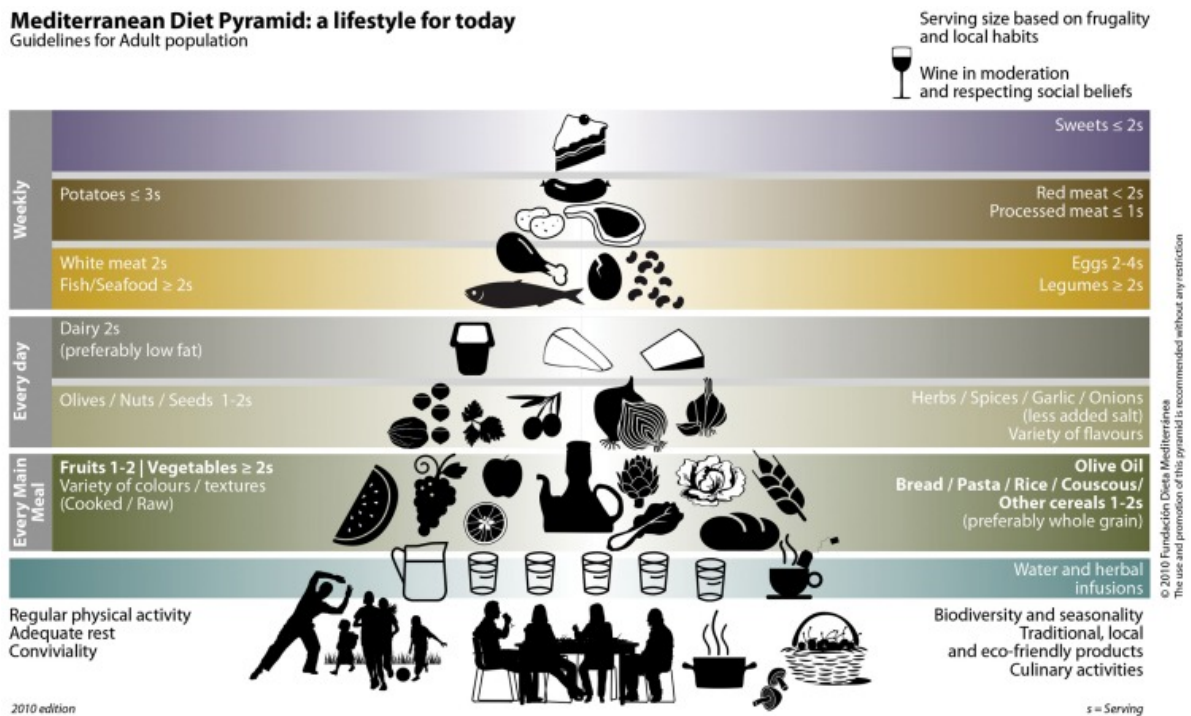 Mediterranean Diet Pyramid: a lifestyle for today
Guidelines for Adult population
Serving size based on frugality
and local habits
Wine in moderation
and respecting social beliefs
Weekly
Sweets ≤ 2s
Potatoes ≤ 3s
Red meat < 2s
Processed meat ≤ 1s
White meat 2s
Fish/Seafood ≥ 2s
Eggs 2-4s
Legumes ≥ 2s
Every day
Dairy 2s
(preferably low fat)
Olives / Nuts / Seeds 1-2s
Herbs / Spices / Garlic / Onions
(less added salt)
Variety of flavours
Every Main
Meal
Fruits 1-2 | Vegetables ≥ 2s
Variety of colours / textures
(Cooked / Raw)
Olive Oil
Bread / Pasta / Rice / Couscous/
Other cereals 1-2s
(preferably whole grain)
Water and herbal
infusions
Regular physical activity
Adequate rest
Conviviality
Biodiversity and seasonality
Traditional, local
and eco-friendly products
Culinary activities
2010 edition
s = Serving
© 2010 Fundación Dieta Mediterránea
The use and promotion of this pyramid is recommended without any restriction